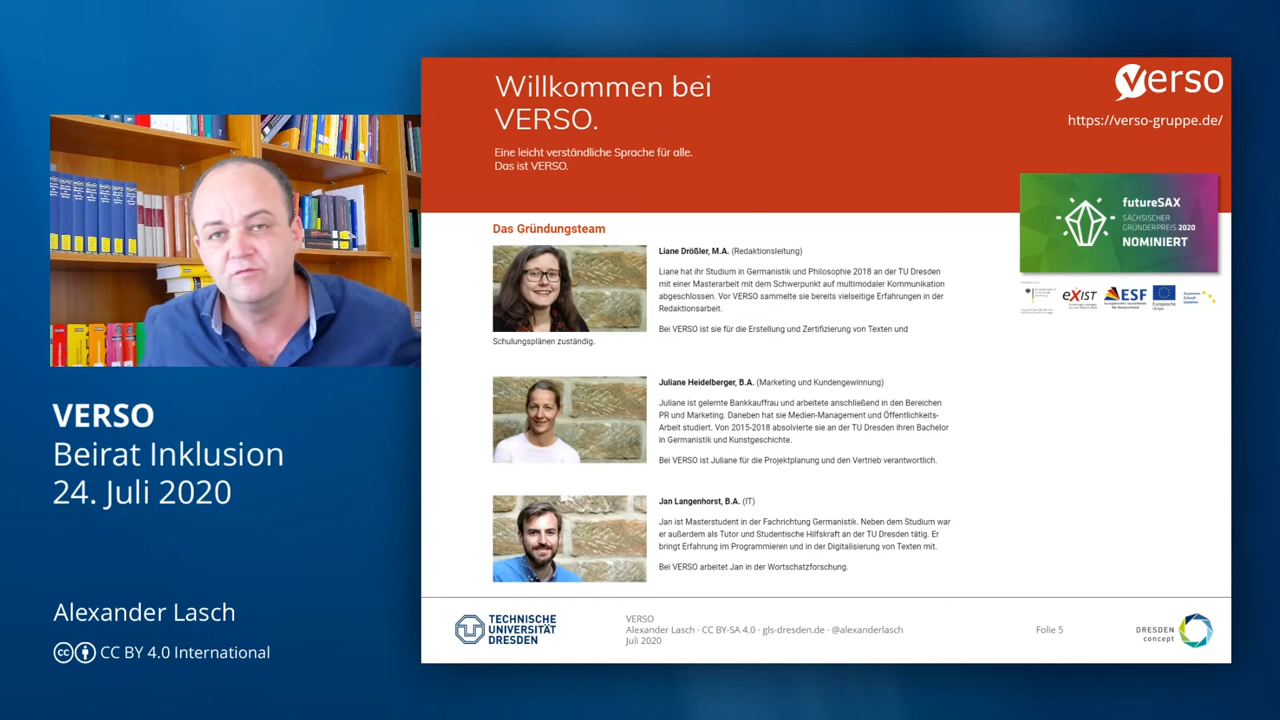 VERSO
Beirat Inklusion
24. Juli 2020
Alexander Lasch
CC BY 4.0 International
Willkommen bei
VERSO.
Eine leicht verständliche Sprache für alle.
Das ist VERSO.
verso
https://verso-gruppe.de/
futureSAX
SÄCHSISCHER
GRÜNDERPREIS 2020
NOMINIERT
eXIST
ESF
Europäische
Union
Das Gründungsteam
Liane Drößler, M.A. (Redaktionsleitung)
Liane hat ihr Studium in Germanistik und Philosophie 2018 an der TU Dresden
mit einer Masterarbeit mit dem Schwerpunkt auf multimodaler Kommunikation
abgeschlossen. Vor VERSO sammelte sie bereits vielseitige Erfahrungen in der
Redaktionsarbeit.
Bei VERSO ist sie für die Erstellung und Zertifizierung von Texten und
Schulungsplänen zuständig.
Juliane Heidelberger, B.A. (Marketing und Kundengewinnung)
Juliane ist gelernte Bankkauffrau und arbeitete anschließend in den Bereichen
PR und Marketing. Daneben hat sie Medien-Management und Öffentlichkeits-
Arbeit studiert. Von 2015-2018 absolvierte sie an der TU Dresden ihren Bachelor
in Germanistik und Kunstgeschichte.
Bei VERSO ist Juliane für die Projektplanung und den Vertrieb verantwortlich.
Jan Langenhorst, B.A. (IT)
Jan ist Masterstudent in der Fachrichtung Germanistik. Neben dem Studium war
er außerdem als Tutor und Studentische Hilfskraft an der TU Dresden tätig. Er
bringt Erfahrung im Programmieren und in der Digitalisierung von Texten mit.
Bei VERSO arbeitet Jan in der Wortschatzforschung.
TECHNISCHE
UNIVERSITÄT
DRESDEN
VERSO
Alexander Lasch · CC BY-SA 4.0 · gls-dresden.de · @alexanderlasch
Juli 2020
Folie 5
DRESDEN
concept